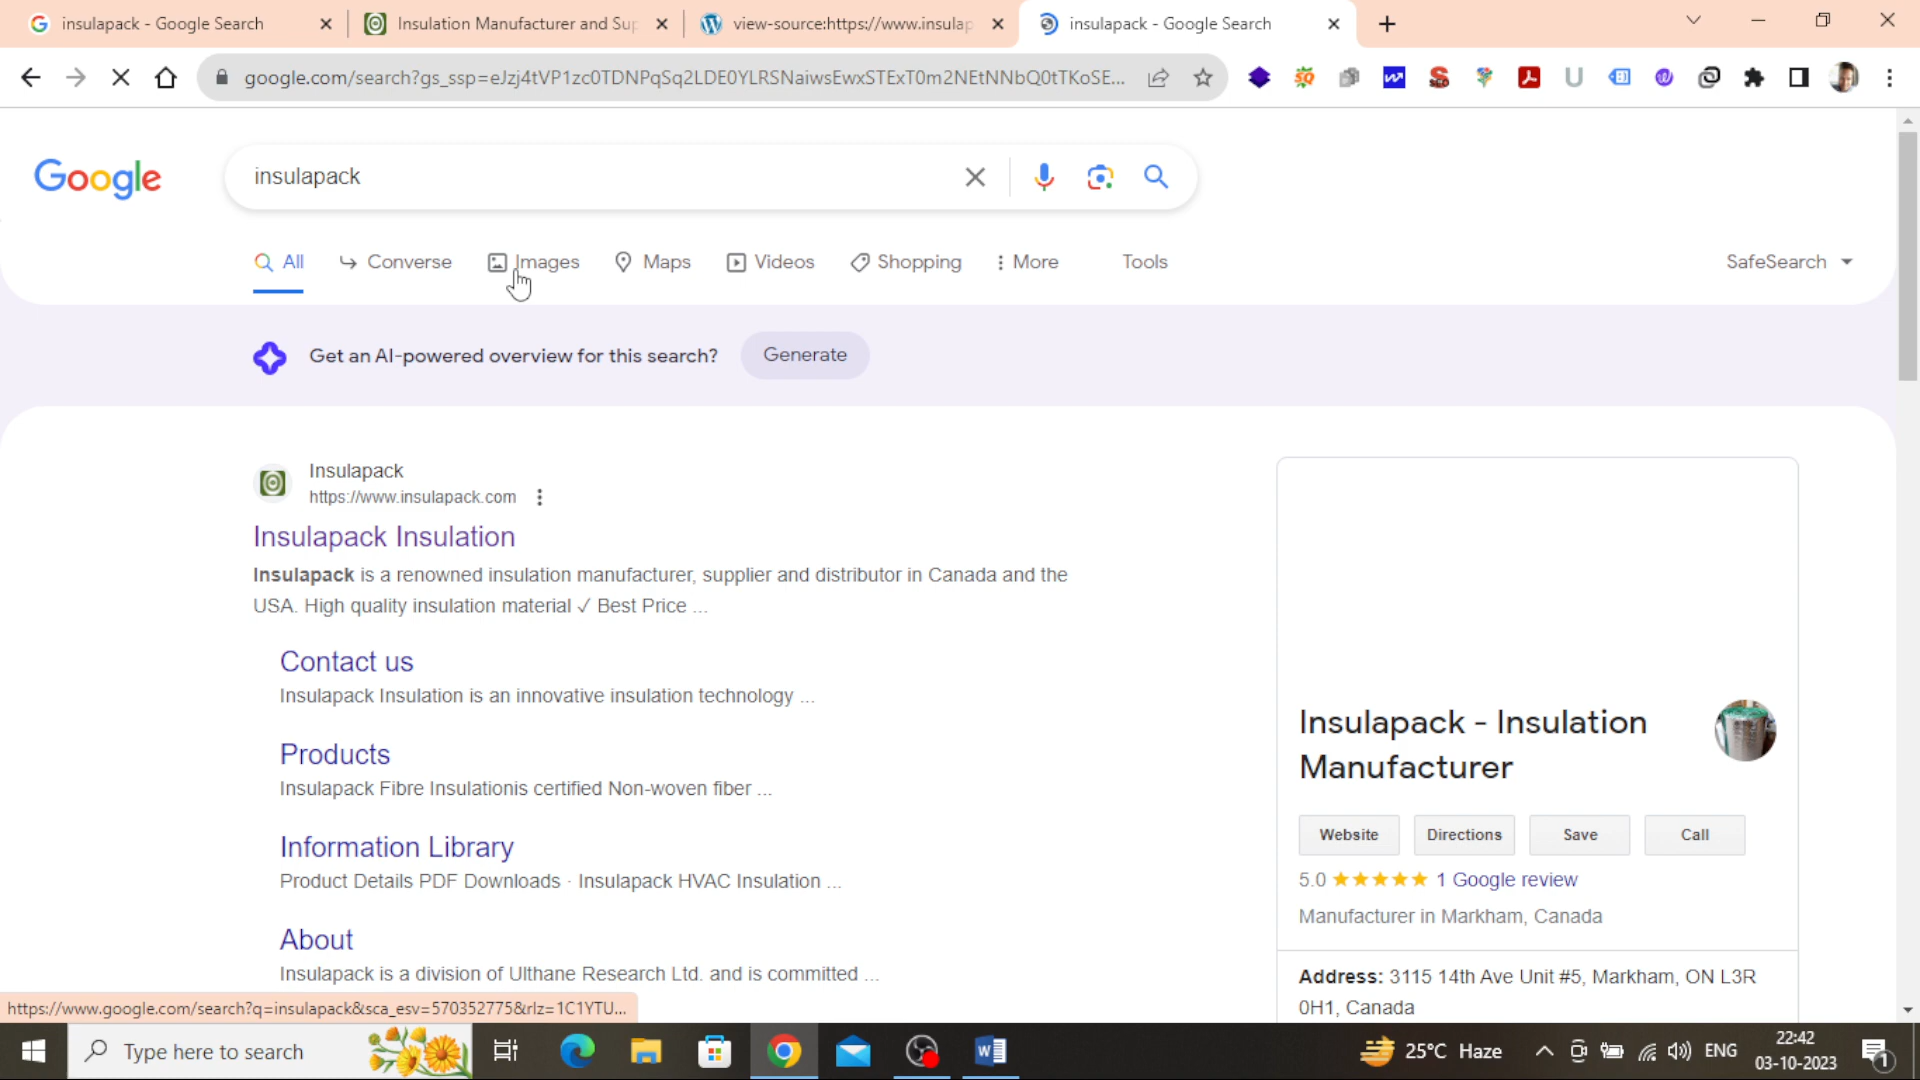 insulapack - Google Search
Insulation Manufacturer and Sup
view-source:https://www.insulap
insulapack - Google Search
google.com/search?gs_ssp=eJzj4tVP1zc0TDNPqSq2LDE0YLRSNaiwsEwxSTExT0m2NEtNNbQ0tTKoSE...
Google
insulapack
All
Converse
Images
Maps
Videos
Shopping
More
Tools
SafeSearch
Get an AI-powered overview for this search?
Generate
Insulapack
https://www.insulapack.com
Insulapack Insulation
Insulapack is a renowned insulation manufacturer, supplier and distributor in Canada and the
USA. High quality insulation material ✓ Best Price ...
Contact us
Insulapack Insulation is an innovative insulation technology ...
Products
Insulapack Fibre Insulationis certified Non-woven fiber ...
Information Library
Product Details PDF Downloads · Insulapack HVAC Insulation ...
About
Insulapack is a division of Ulthane Research Ltd. and is committed ...
Insulapack - Insulation
Manufacturer
Website
Directions
Save
Call
5.0 ★★★★★ 1 Google review
Manufacturer in Markham, Canada
Address: 3115 14th Ave Unit #5, Markham, ON L3R
0H1, Canada
https://www.google.com/search?q=insulapack&sca_esv=570352775&rlz=1C1YTU...
Type here to search
25°C Haze
ENG
22:42
03-10-2023
1